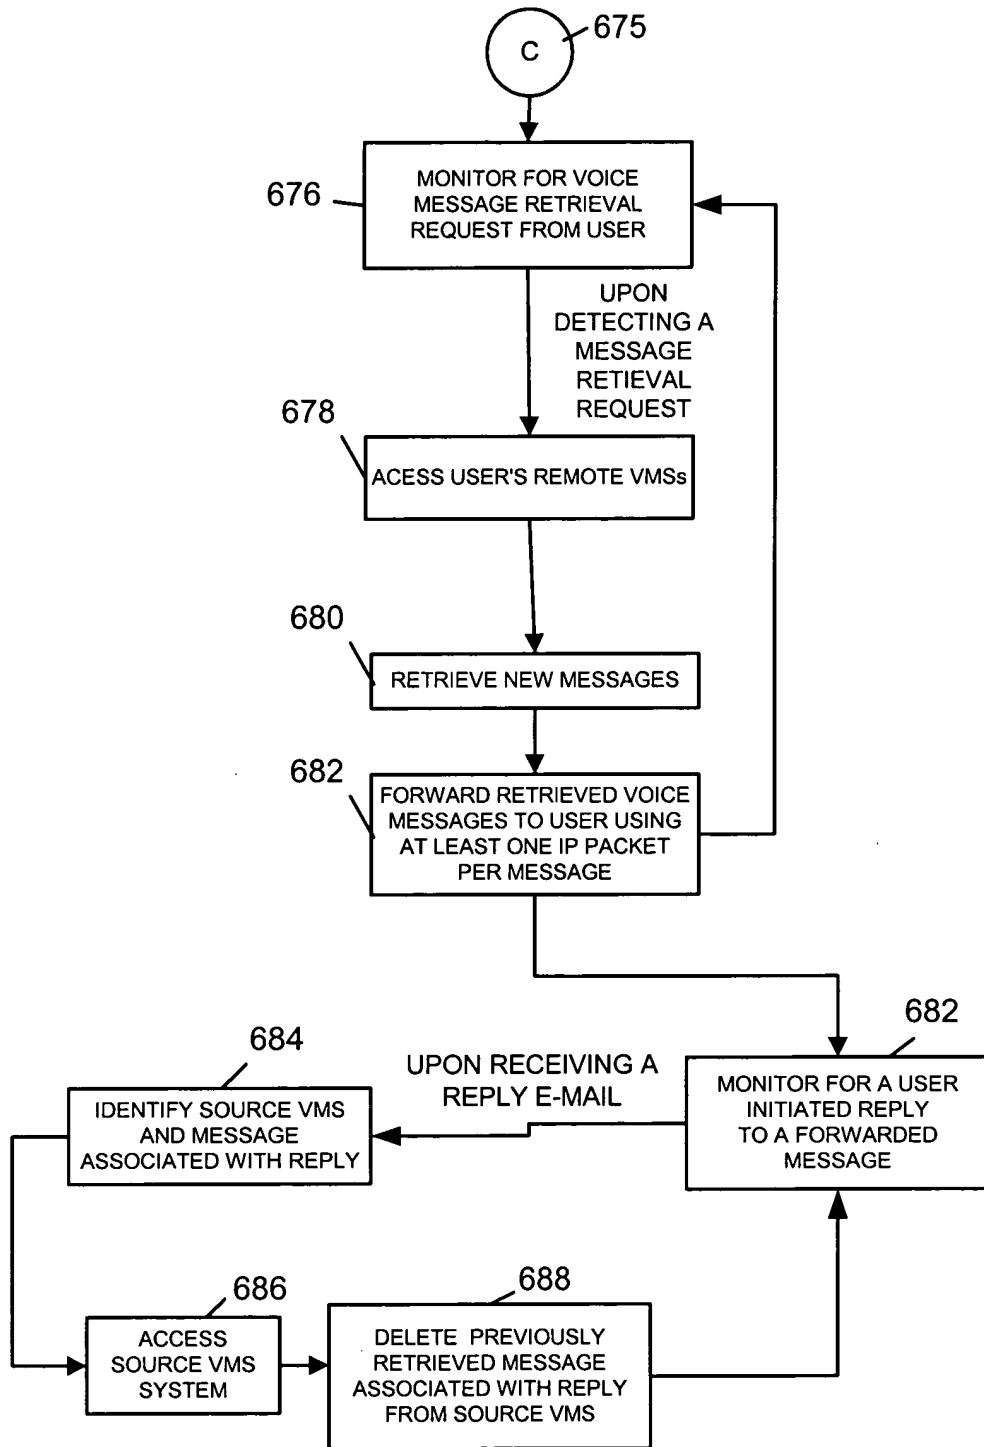 C
675
676
MONITOR FOR VOICE
MESSAGE RETRIEVAL
REQUEST FROM USER
UPON
DETECTING A
MESSAGE
RETIEVAL
REQUEST
678
ACESS USER'S REMOTE VMSs
680
RETRIEVE NEW MESSAGES
682
FORWARD RETRIEVED VOICE
MESSAGES TO USER USING
AT LEAST ONE IP PACKET
PER MESSAGE
682
MONITOR FOR A USER
INITIATED REPLY
TO A FORWARDED
MESSAGE
UPON RECEIVING A
REPLY E-MAIL
684
IDENTIFY SOURCE VMS
AND MESSAGE
ASSOCIATED WITH REPLY
686
ACCESS
SOURCE VMS
SYSTEM
688
DELETE PREVIOUSLY
RETRIEVED MESSAGE
ASSOCIATED WITH REPLY
FROM SOURCE VMS